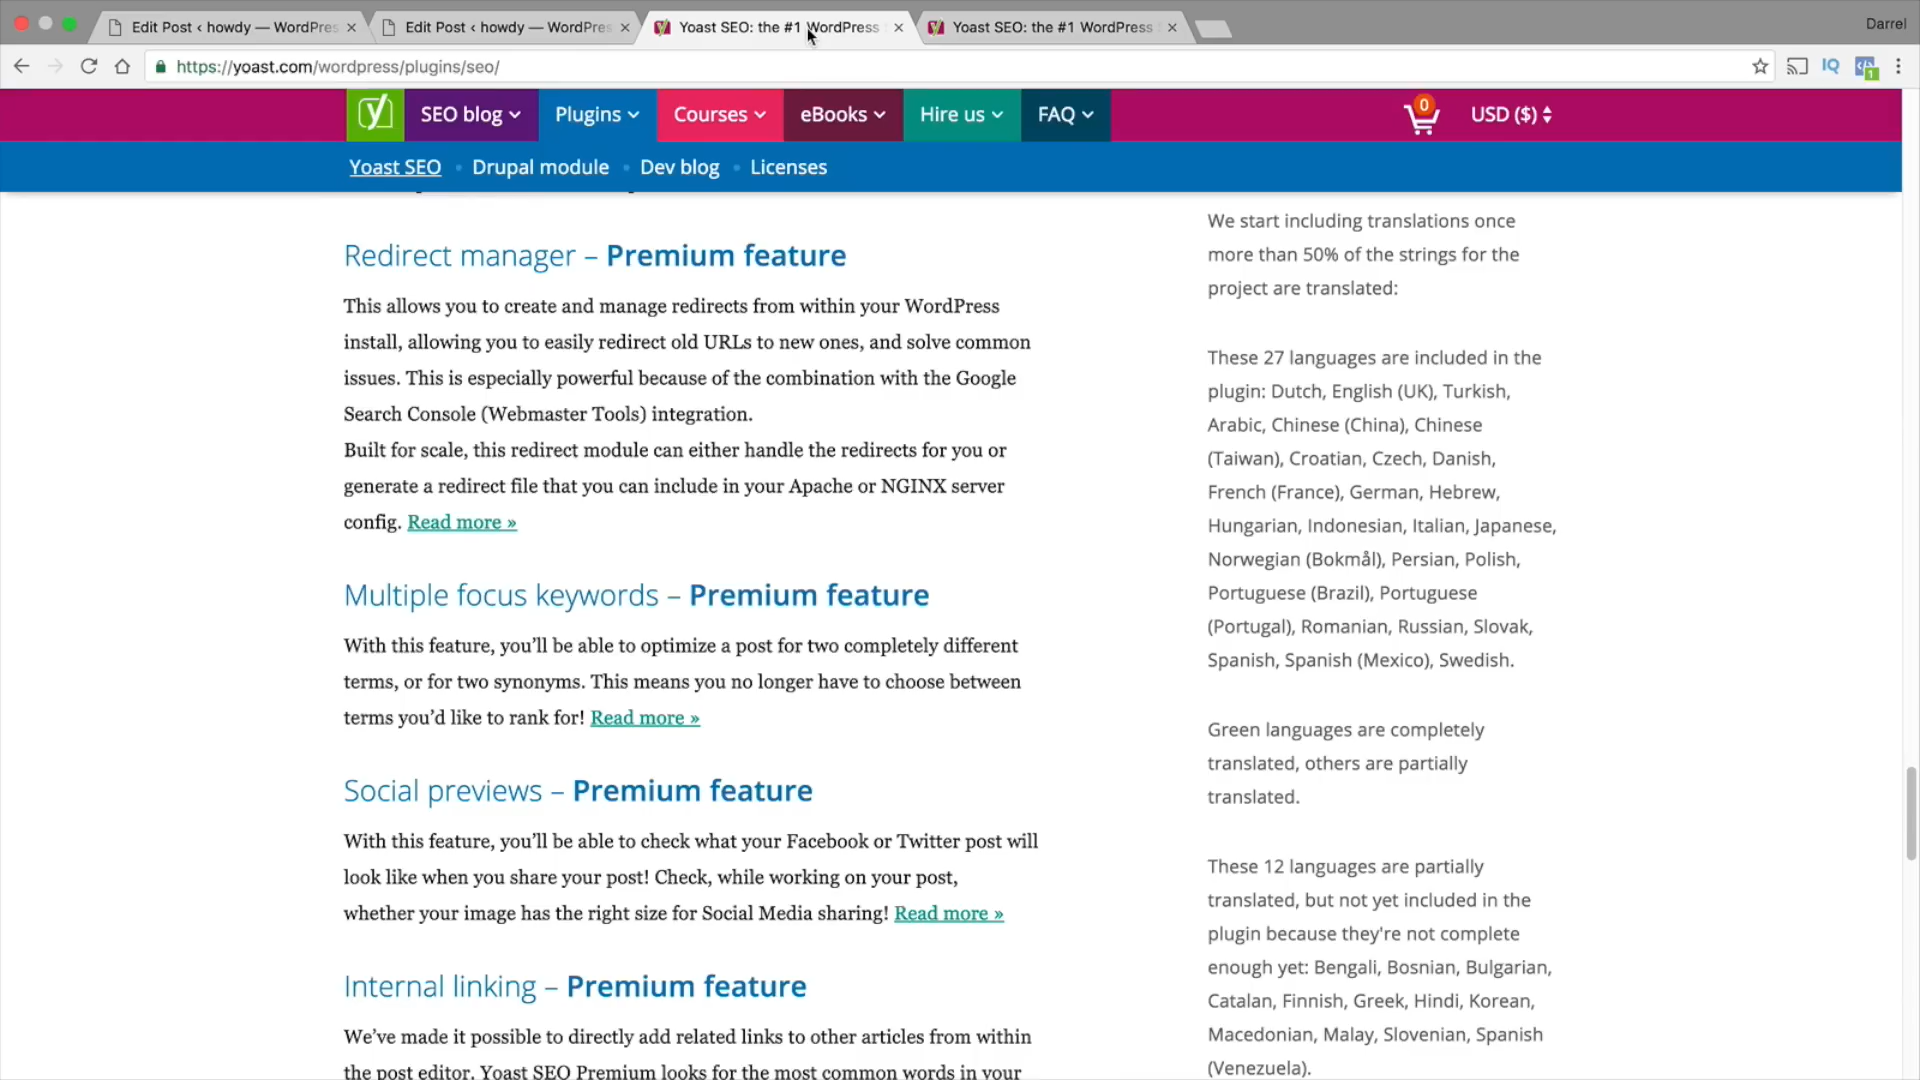 Edit Post ‹ howdy — WordPres
Edit Post ‹ howdy — WordPres
Yoast SEO: the #1 WordPress
Yoast SEO: the #1 WordPress
Darrel
https://yoast.com/wordpress/plugins/seo/
IQ
1
SEO blog
Plugins
Courses
eBooks
Hire us
FAQ
0
USD ($)
Yoast SEO
Drupal module
Dev blog
Licenses
Redirect manager – Premium feature
This allows you to create and manage redirects from within your WordPress
install, allowing you to easily redirect old URLs to new ones, and solve common
issues. This is especially powerful because of the combination with the Google
Search Console (Webmaster Tools) integration.
Built for scale, this redirect module can either handle the redirects for you or
generate a redirect file that you can include in your Apache or NGINX server
config. Read more »
Multiple focus keywords – Premium feature
With this feature, you’ll be able to optimize a post for two completely different
terms, or for two synonyms. This means you no longer have to choose between
terms you’d like to rank for! Read more »
Social previews – Premium feature
With this feature, you’ll be able to check what your Facebook or Twitter post will
look like when you share your post! Check, while working on your post,
whether your image has the right size for Social Media sharing! Read more »
Internal linking – Premium feature
We’ve made it possible to directly add related links to other articles from within
the post editor. Yoast SEO Premium looks for the most common words in your
We start including translations once
more than 50% of the strings for the
project are translated:
These 27 languages are included in the
plugin: Dutch, English (UK), Turkish,
Arabic, Chinese (China), Chinese
(Taiwan), Croatian, Czech, Danish,
French (France), German, Hebrew,
Hungarian, Indonesian, Italian, Japanese,
Norwegian (Bokmål), Persian, Polish,
Portuguese (Brazil), Portuguese
(Portugal), Romanian, Russian, Slovak,
Spanish, Spanish (Mexico), Swedish.
Green languages are completely
translated, others are partially
translated.
These 12 languages are partially
translated, but not yet included in the
plugin because they're not complete
enough yet: Bengali, Bosnian, Bulgarian,
Catalan, Finnish, Greek, Hindi, Korean,
Macedonian, Malay, Slovenian, Spanish
(Venezuela).